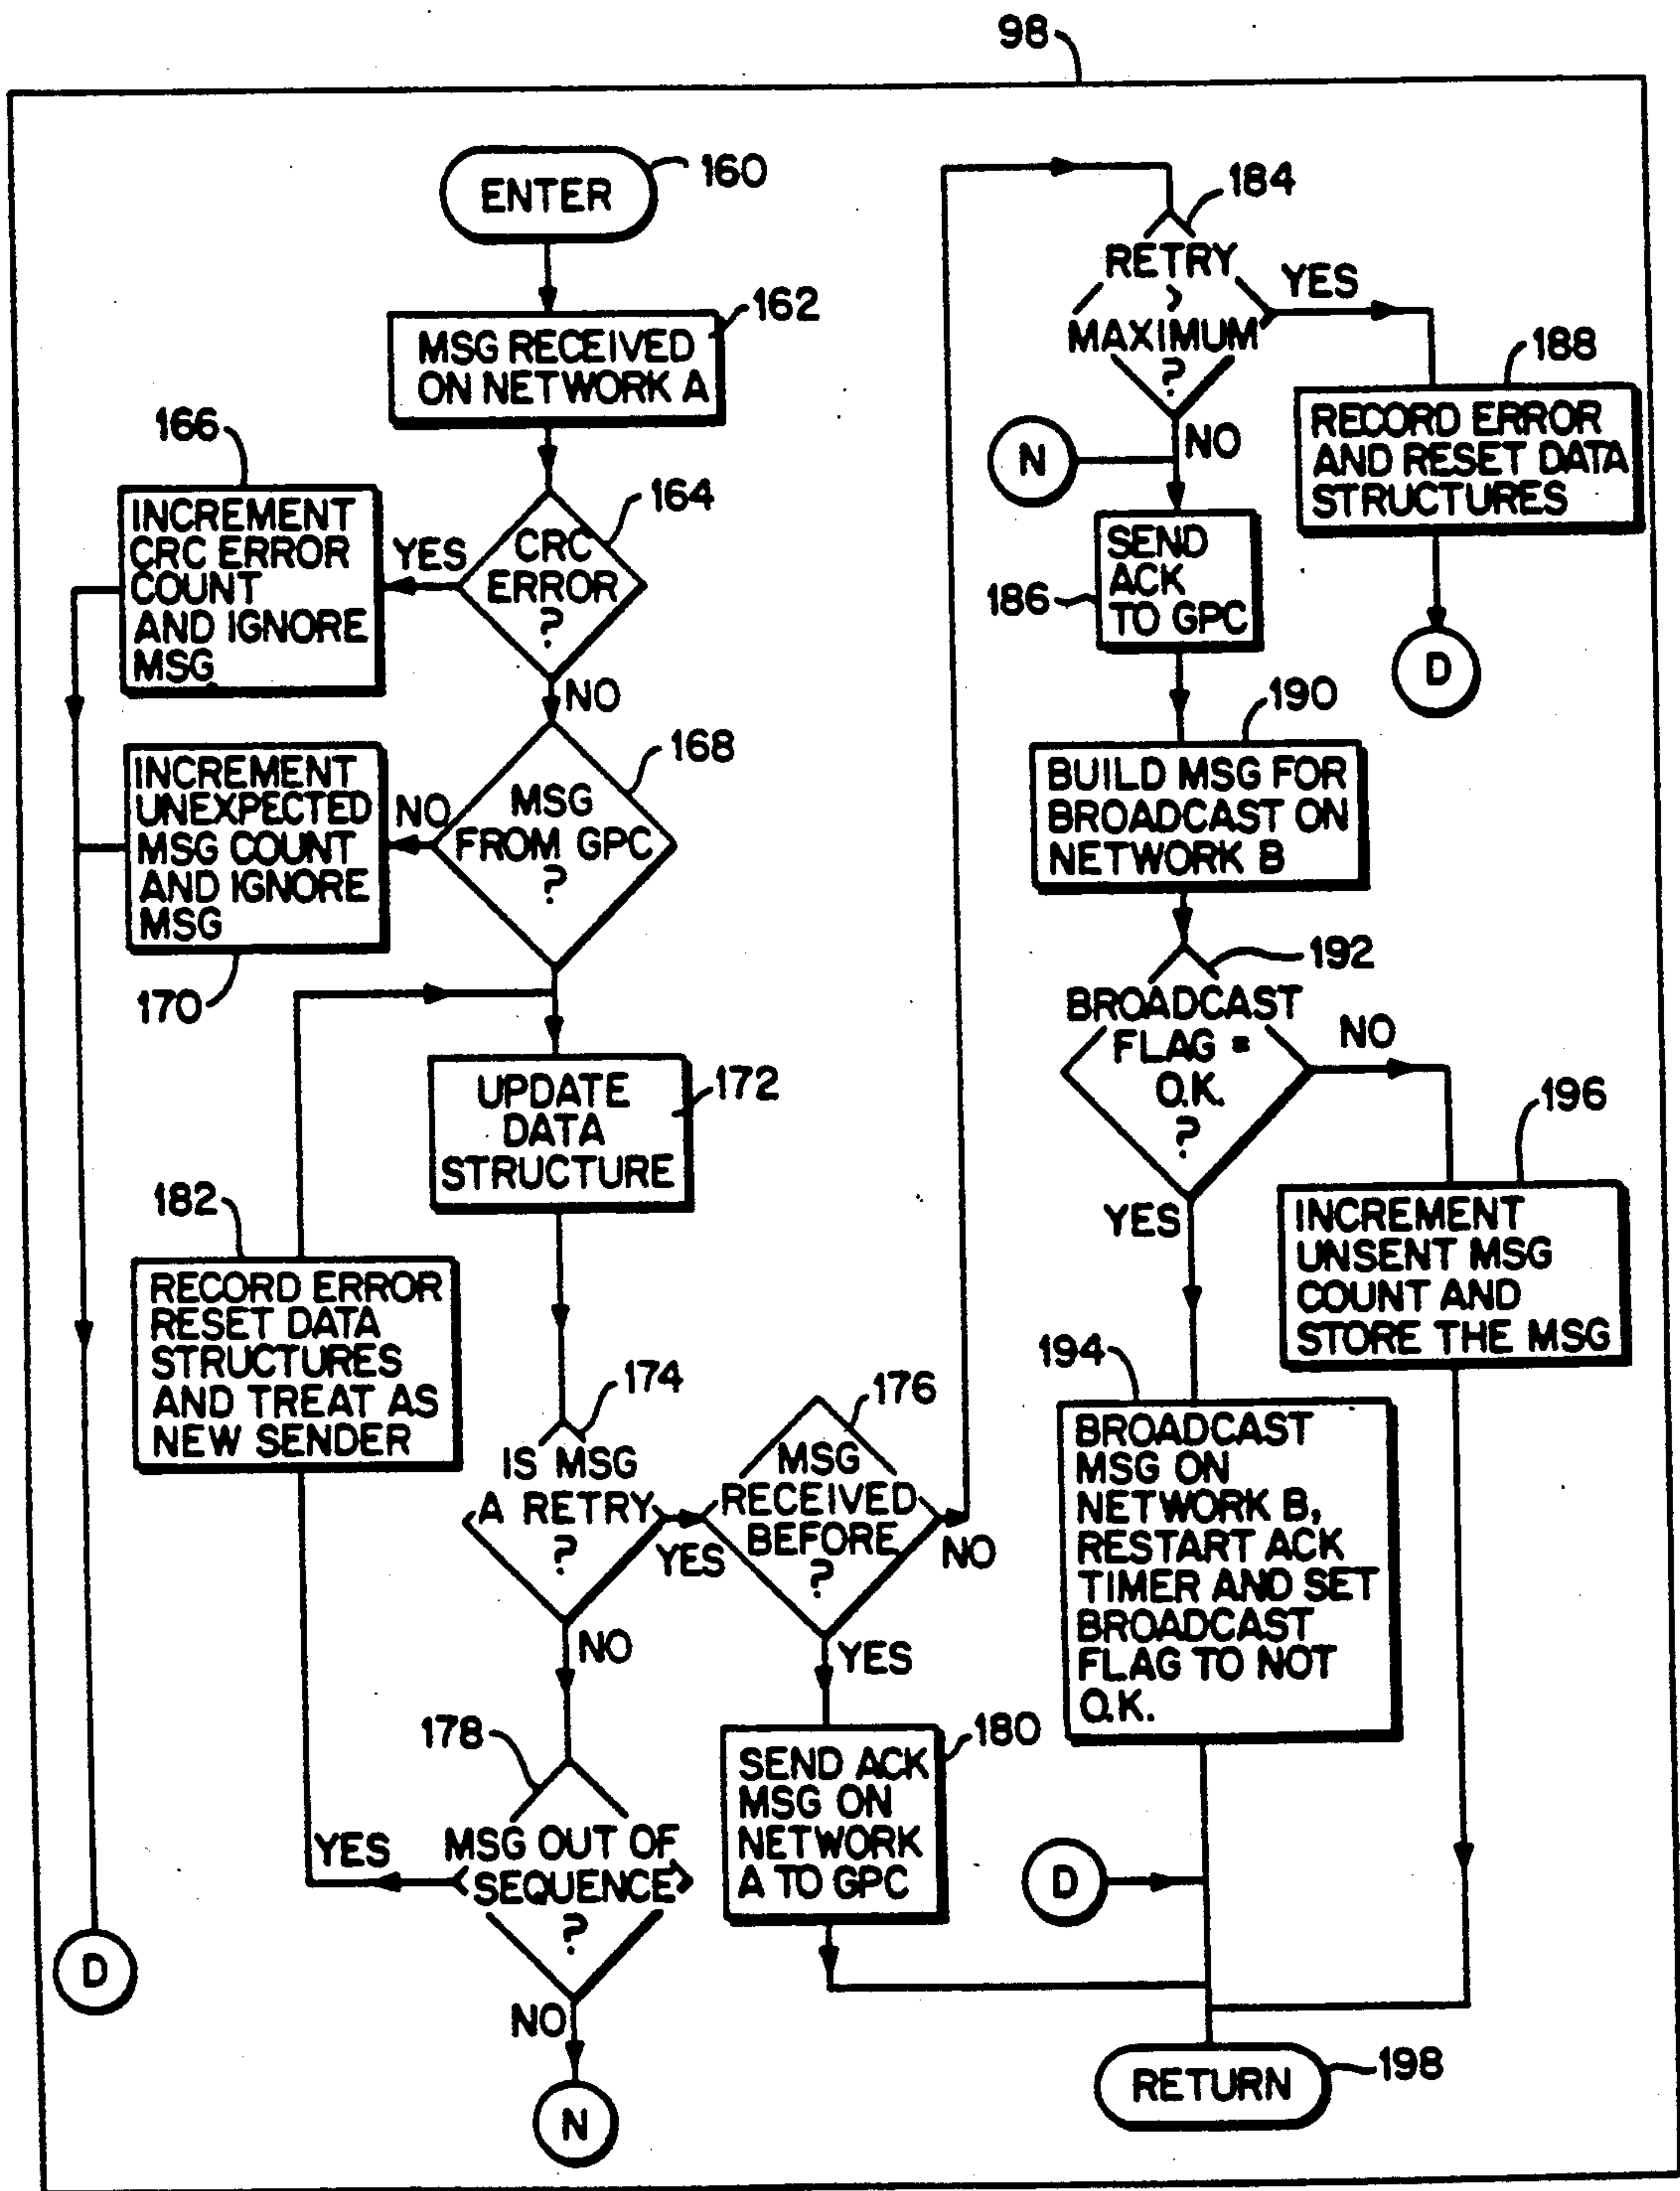 98
ENTER
160
MSG RECEIVED
ON NETWORK A
162
166
INCREMENT
CRC ERROR
COUNT
AND IGNORE
MSG
YES
CRC
ERROR
?
164
NO
INCREMENT
UNEXPECTED
MSG COUNT
AND IGNORE
MSG
170
NO
MSG
FROM GPC
?
168
UPDATE
DATA
STRUCTURE
172
182
RECORD ERROR
RESET DATA
STRUCTURES
AND TREAT AS
NEW SENDER
174
IS MSG
A RETRY
?
YES
NO
176
MSG
RECEIVED
BEFORE
?
NO
YES
178
MSG OUT OF
SEQUENCE
?
YES
NO
180
SEND ACK
MSG ON
NETWORK
A TO GPC
D
N
184
RETRY
>
MAXIMUM
?
YES
NO
N
188
RECORD ERROR
AND RESET DATA
STRUCTURES
D
186
SEND
ACK
TO GPC
190
BUILD MSG FOR
BROADCAST ON
NETWORK B
192
BROADCAST
FLAG =
O.K.
?
NO
YES
196
INCREMENT
UNSENT MSG
COUNT AND
STORE THE MSG
194
BROADCAST
MSG ON
NETWORK B,
RESTART ACK
TIMER AND SET
BROADCAST
FLAG TO NOT
O.K.
D
RETURN
198